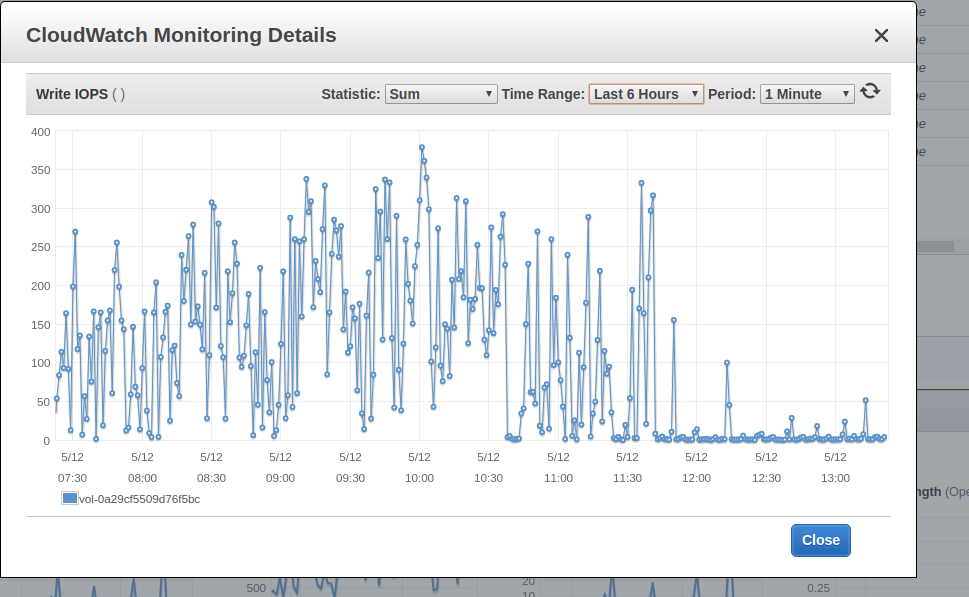 CloudWatch Monitoring Details
Write IOPS ( )
Statistic: Sum Time Range: Last 6 Hours Period: 1 Minute
400
350
300
250
200
150
100
50
0
5/12 5/12 5/12 5/12 5/12 5/12 5/12 5/12 5/12 5/12 5/12 5/12
07:30 08:00 08:30 09:00 09:30 10:00 10:30 11:00 11:30 12:00 12:30 13:00
vol-0a29cf5509d76f5bc
Close
ngth (Ope
500
20
10
0.25